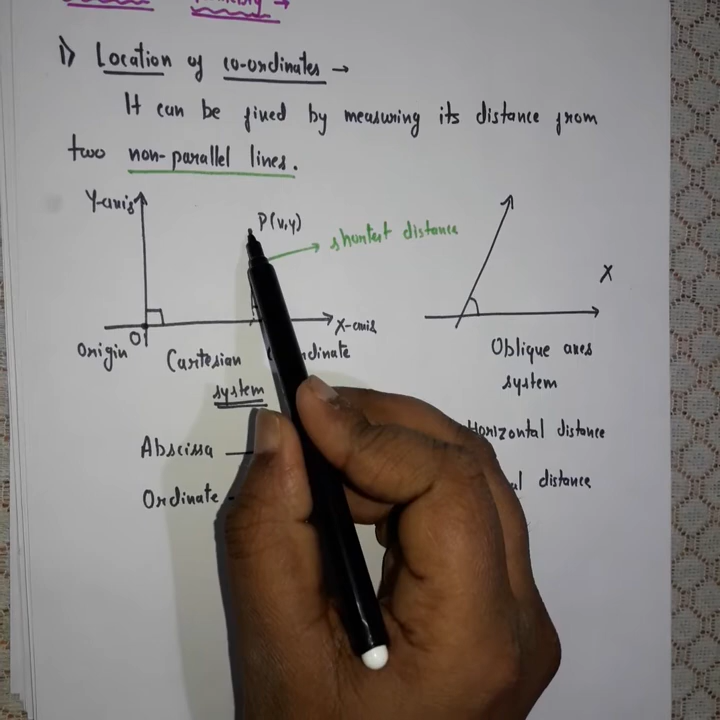 1) Location of co-ordinates →
It can be fixed by measuring its distance from
two non-parallel lines.
Y-axis
P(x,y)
shortest distance
X
O
X-axis
Origin
Cartesian
system
Oblique axes
system
Abscissa —
Horizontal distance
Ordinate -
distance